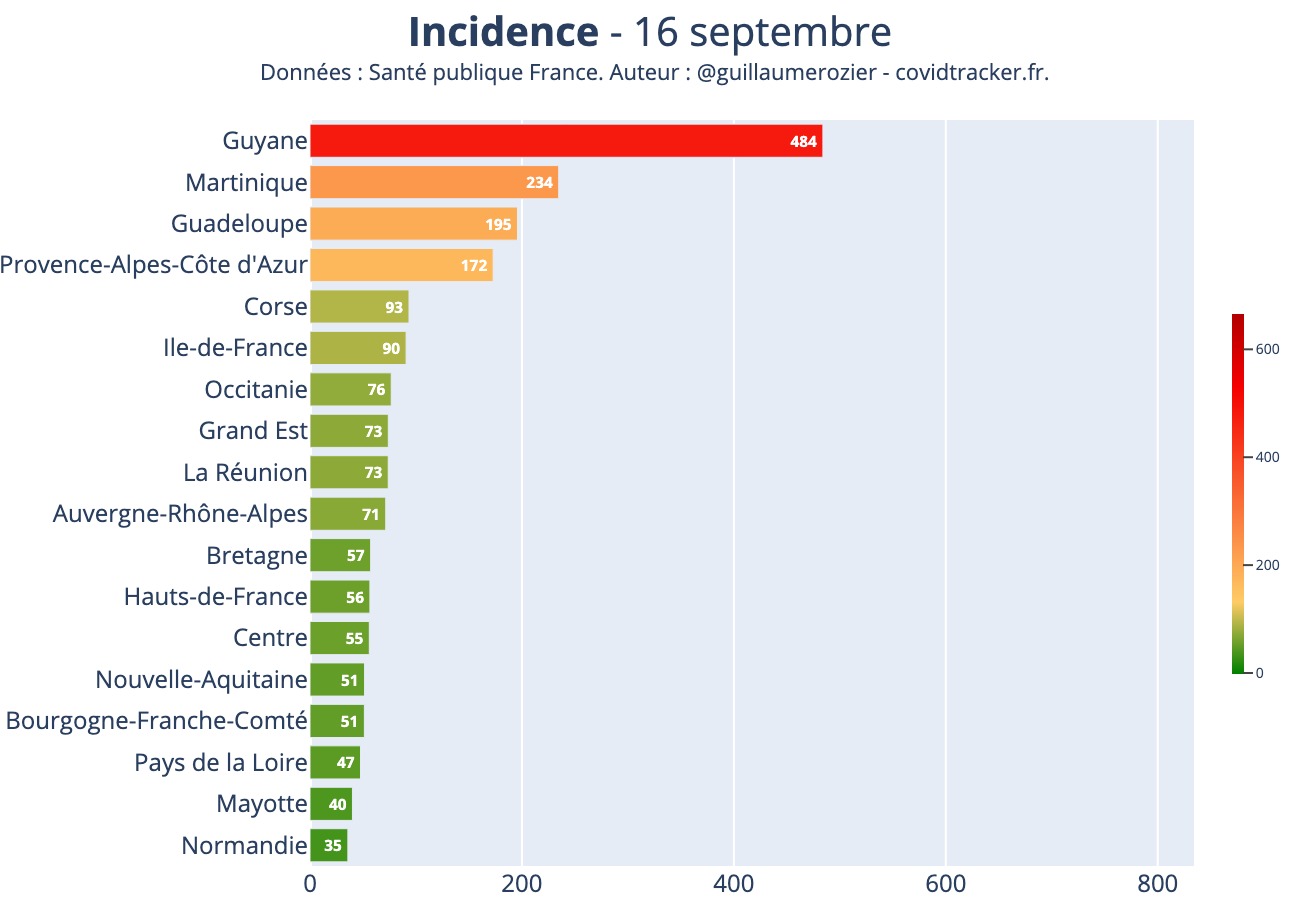 Incidence - 16 septembre
Données : Santé publique France. Auteur : @guillaumerozier - covidtracker.fr.
Guyane 484
Martinique 234
Guadeloupe 195
Provence-Alpes-Côte d'Azur 172
Corse 93
Ile-de-France 90
Occitanie 76
Grand Est 73
La Réunion 73
Auvergne-Rhône-Alpes 71
Bretagne 57
Hauts-de-France 56
Centre 55
Nouvelle-Aquitaine 51
Bourgogne-Franche-Comté 51
Pays de la Loire 47
Mayotte 40
Normandie 35
0 200 400 600 800
600
400
200
0